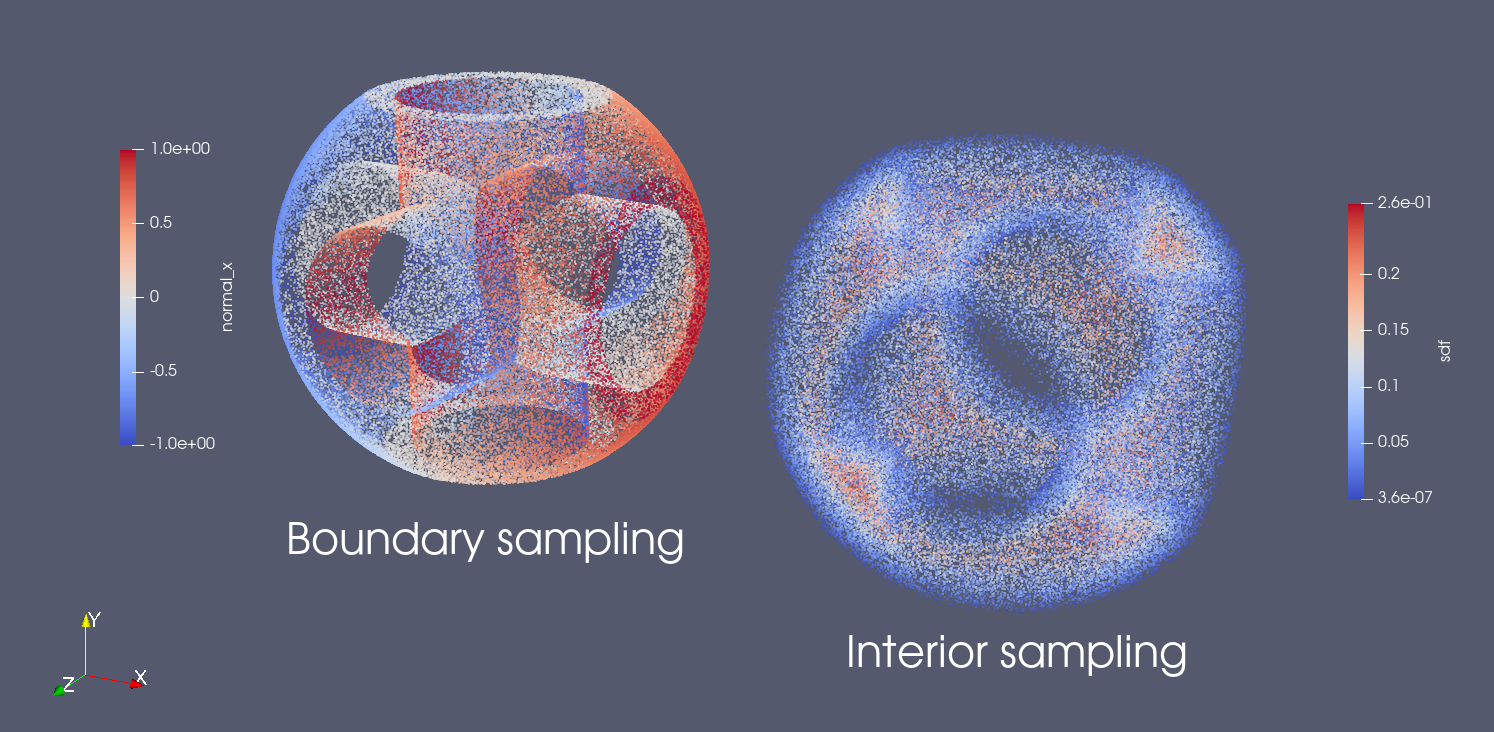 1.0e+00
0.5
0
-0.5
-1.0e+00
normal_x
Boundary sampling
2.6e-01
0.2
0.15
0.1
0.05
3.6e-07
sdf
Interior sampling
Y
X
Z